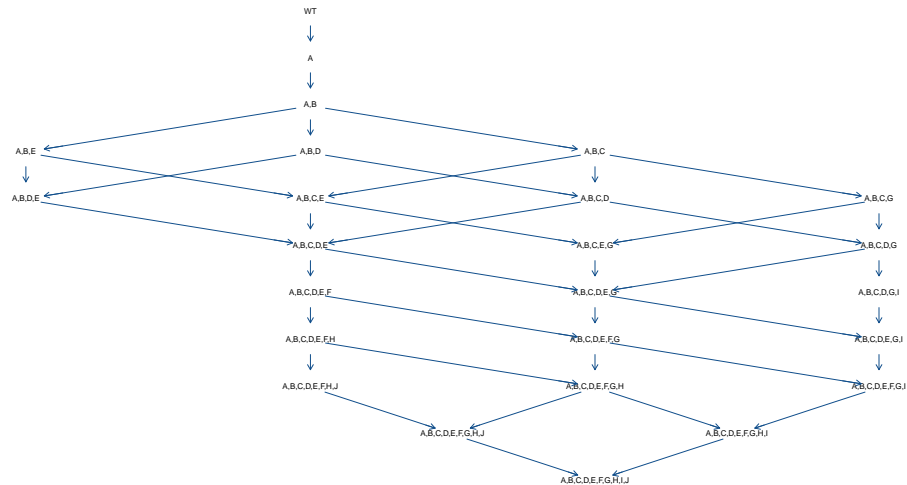 WT
A
A,B
A,B,E
A,B,D
A,B,C
A,B,D,E
A,B,C,E
A,B,C,D
A,B,C,G
A,B,C,D,E
A,B,C,E,G
A,B,C,D,G
A,B,C,D,E,F
A,B,C,D,E,G
A,B,C,D,G,I
A,B,C,D,E,F,H
A,B,C,D,E,F,G
A,B,C,D,E,G,I
A,B,C,D,E,F,H,J
A,B,C,D,E,F,G,H
A,B,C,D,E,F,G,I
A,B,C,D,E,F,G,H,J
A,B,C,D,E,F,G,H,I
A,B,C,D,E,F,G,H,I,J